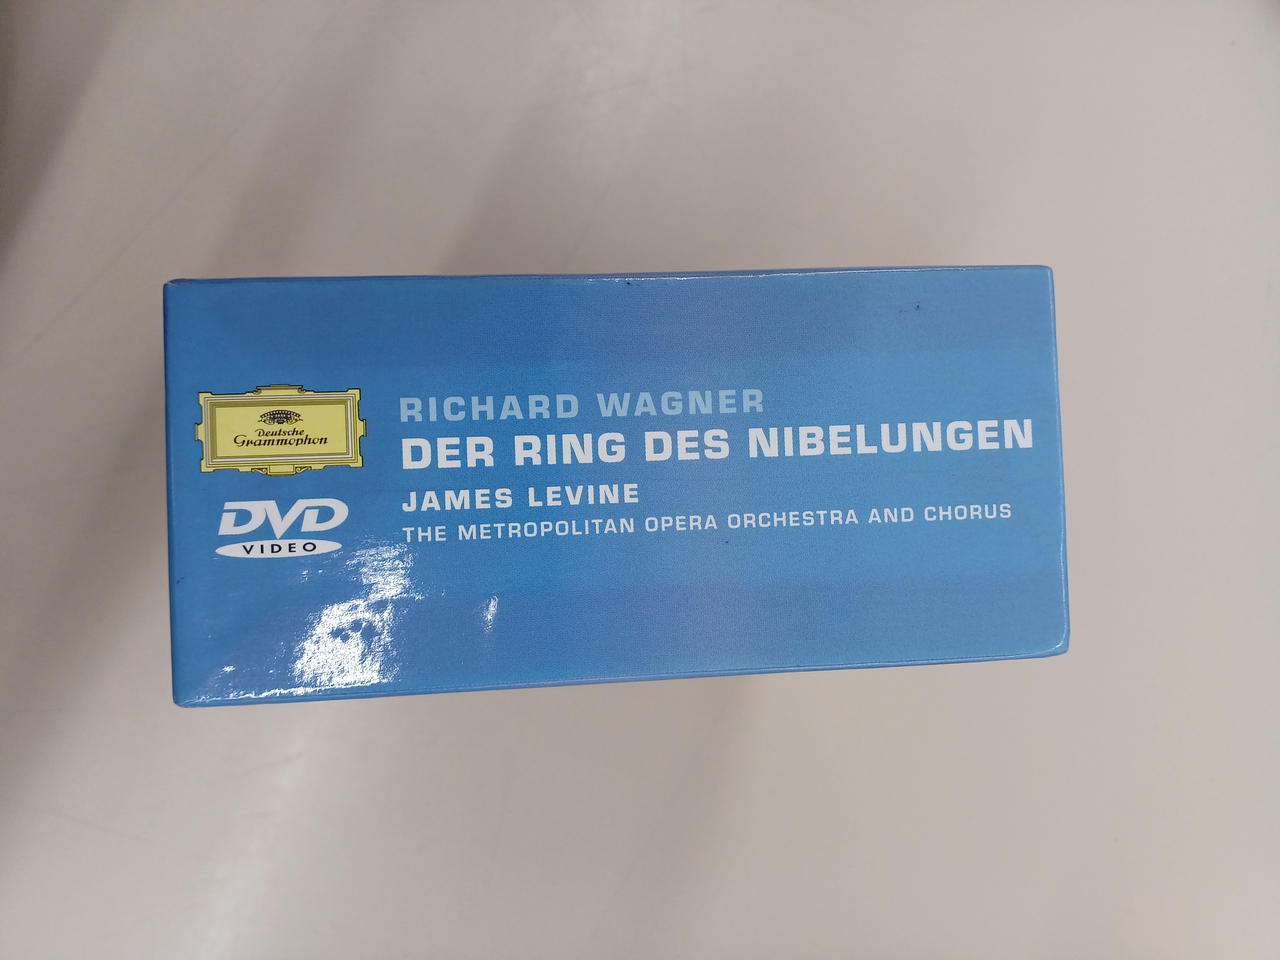 Deutsche
Grammophon
DVD
VIDEO
RICHARD WAGNER
DER RING DES NIBELUNGEN
JAMES LEVINE
THE METROPOLITAN OPERA ORCHESTRA AND CHORUS